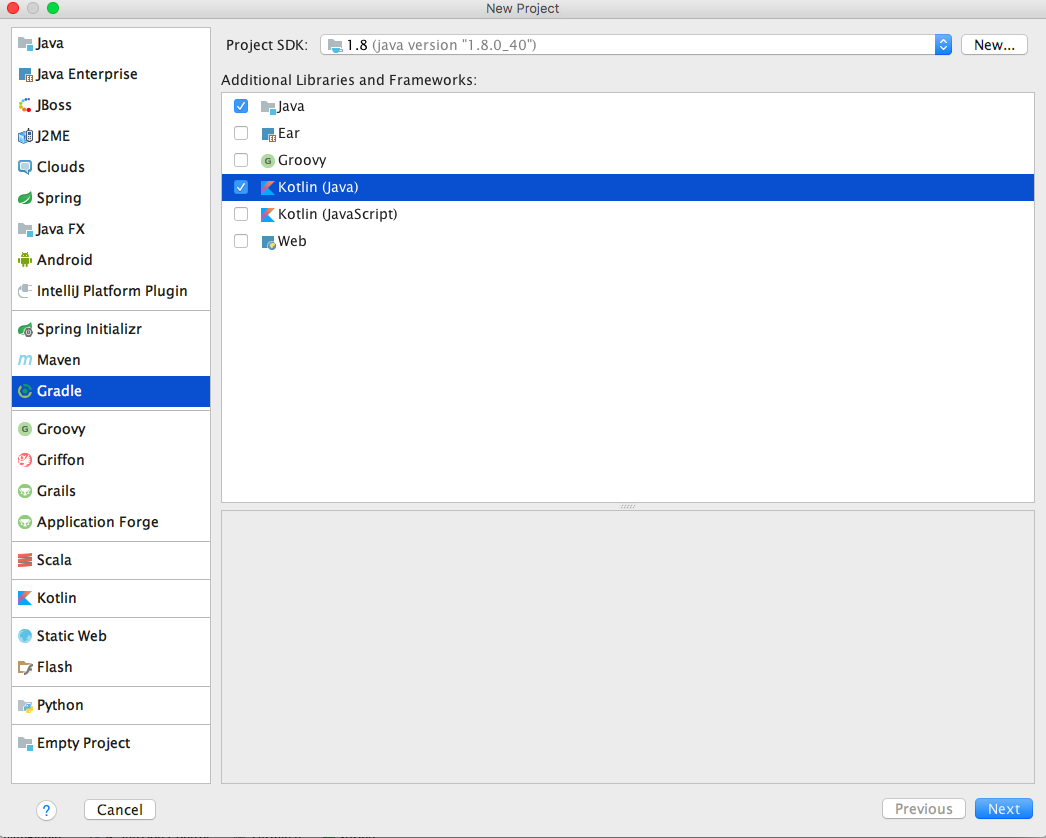 New Project
Java
Java Enterprise
JBoss
J2ME
Clouds
Spring
Java FX
Android
IntelliJ Platform Plugin
Spring Initializr
Maven
Gradle
Groovy
Griffon
Grails
Application Forge
Scala
Kotlin
Static Web
Flash
Python
Empty Project
Project SDK: 1.8 (java version "1.8.0_40") New...
Additional Libraries and Frameworks:
Java
Ear
Groovy
Kotlin (Java)
Kotlin (JavaScript)
Web
? Cancel Previous Next